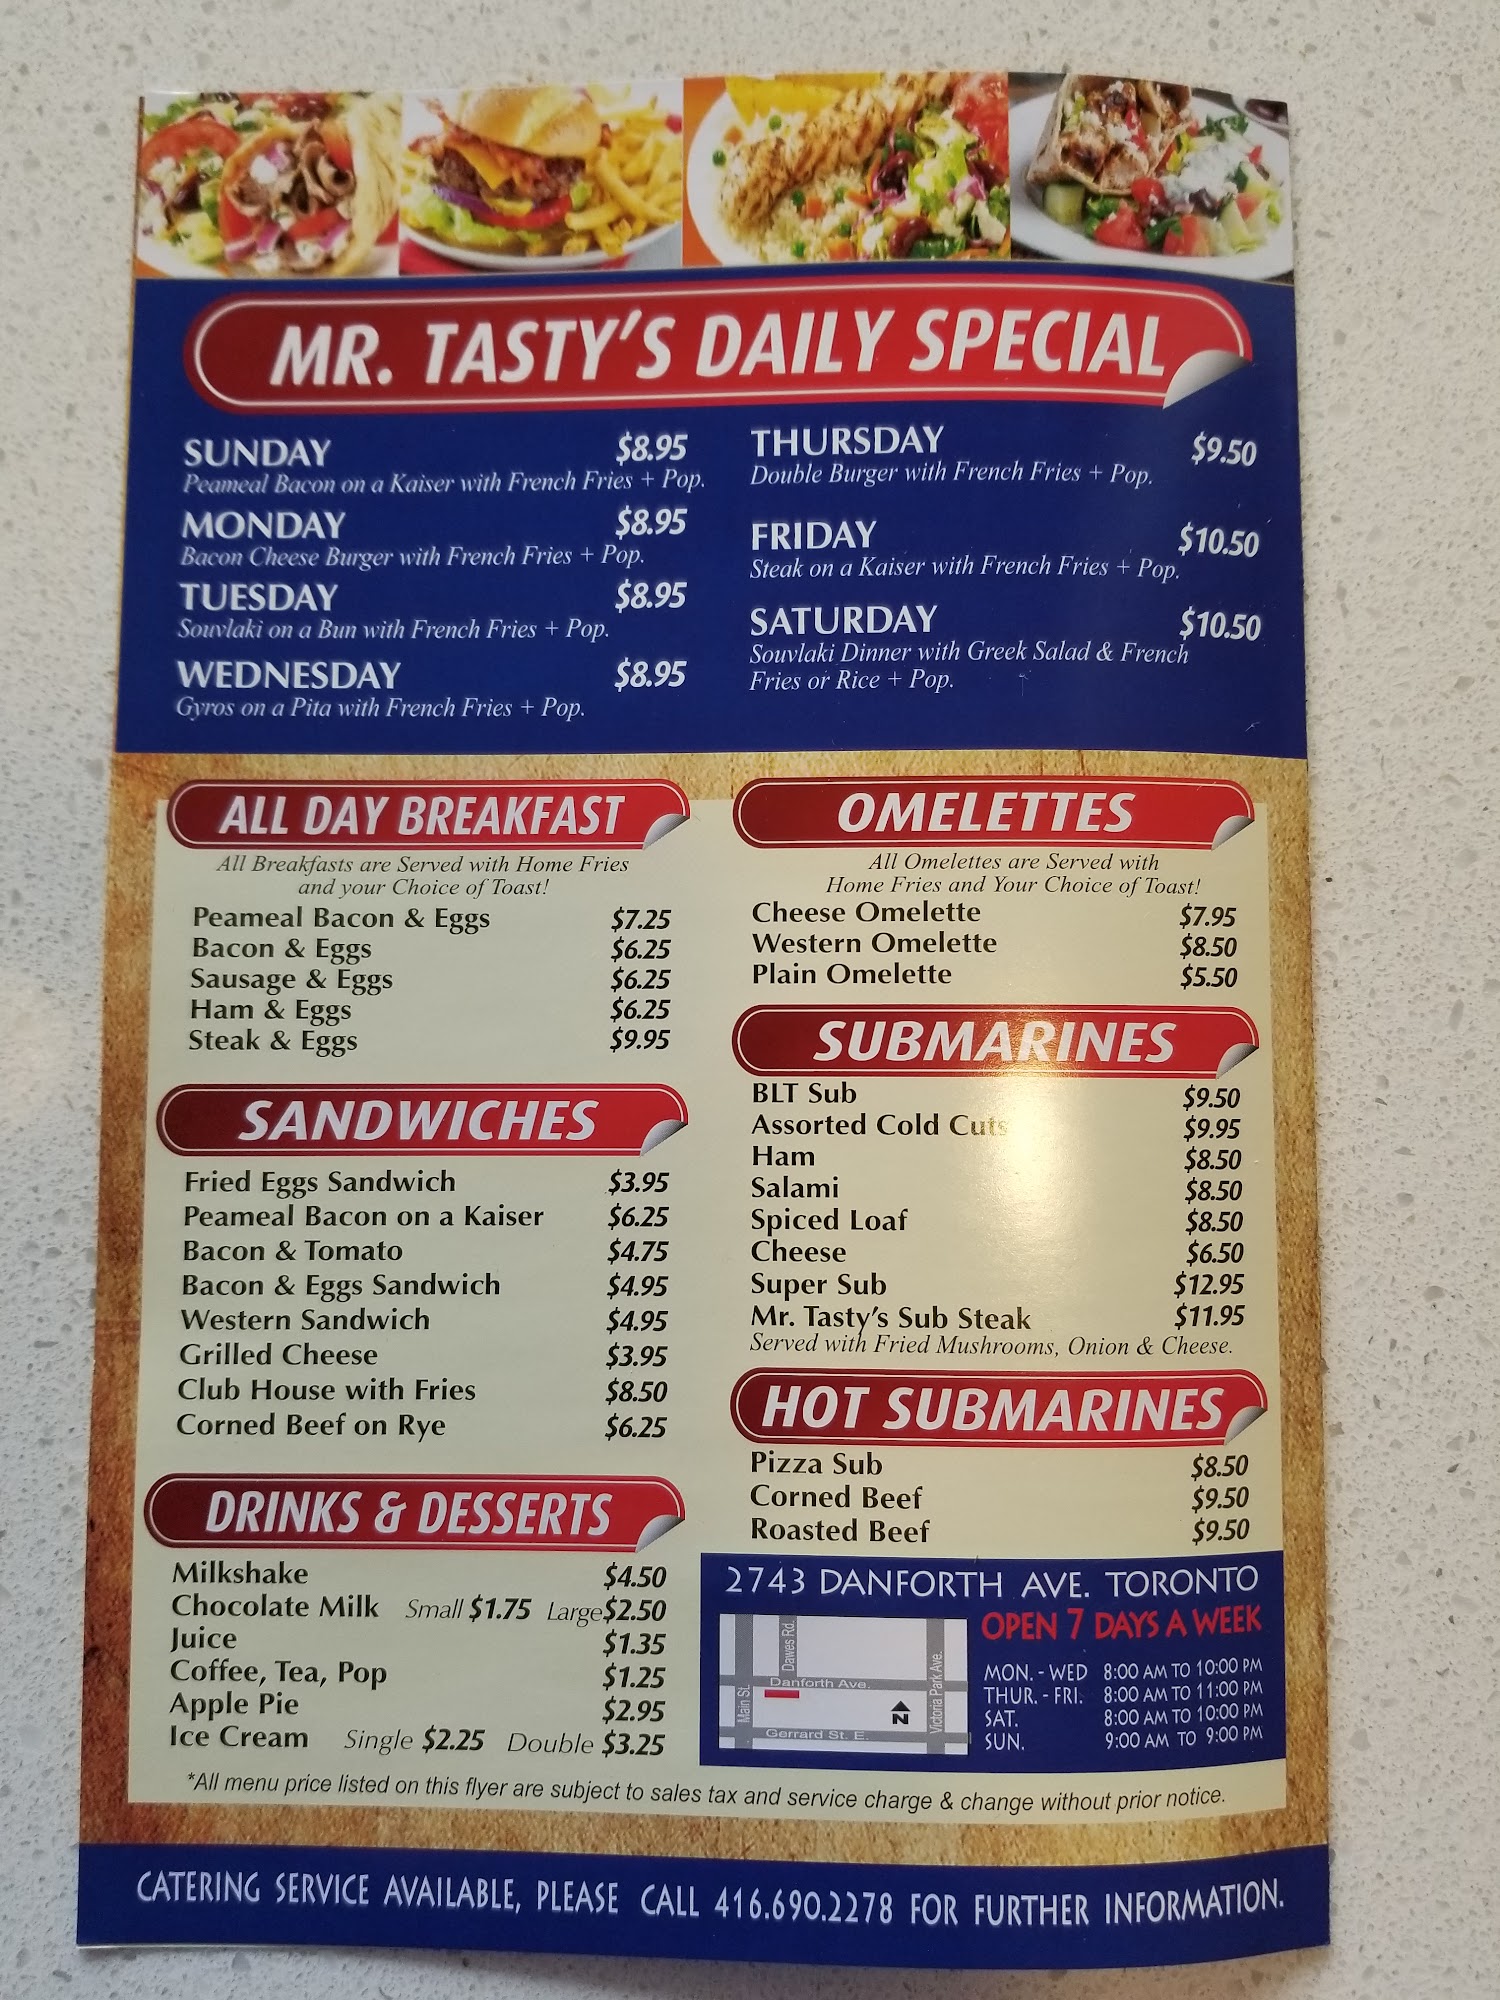 MR. TASTY'S DAILY SPECIAL
SUNDAY $8.95
Peameal Bacon on a Kaiser with French Fries + Pop.
MONDAY $8.95
Bacon Cheese Burger with French Fries + Pop.
TUESDAY $8.95
Souvlaki on a Bun with French Fries + Pop.
WEDNESDAY $8.95
Gyros on a Pita with French Fries + Pop.
THURSDAY $9.50
Double Burger with French Fries + Pop.
FRIDAY $10.50
Steak on a Kaiser with French Fries + Pop.
SATURDAY $10.50
Souvlaki Dinner with Greek Salad & French
Fries or Rice + Pop.
ALL DAY BREAKFAST
All Breakfasts are Served with Home Fries
and your Choice of Toast!
Peameal Bacon & Eggs $7.25
Bacon & Eggs $6.25
Sausage & Eggs $6.25
Ham & Eggs $6.25
Steak & Eggs $9.95
SANDWICHES
Fried Eggs Sandwich $3.95
Peameal Bacon on a Kaiser $6.25
Bacon & Tomato $4.75
Bacon & Eggs Sandwich $4.95
Western Sandwich $4.95
Grilled Cheese $3.95
Club House with Fries $8.50
Corned Beef on Rye $6.25
DRINKS & DESSERTS
Milkshake $4.50
Chocolate Milk Small $1.75 Large $2.50
Juice $1.35
Coffee, Tea, Pop $1.25
Apple Pie $2.95
Ice Cream Single $2.25 Double $3.25
OMELETTES
All Omelettes are Served with
Home Fries and Your Choice of Toast!
Cheese Omelette $7.95
Western Omelette $8.50
Plain Omelette $5.50
SUBMARINES
BLT Sub $9.50
Assorted Cold Cuts $9.95
Ham $8.50
Salami $8.50
Spiced Loaf $8.50
Cheese $6.50
Super Sub $12.95
Mr. Tasty's Sub Steak $11.95
Served with Fried Mushrooms, Onion & Cheese.
HOT SUBMARINES
Pizza Sub $8.50
Corned Beef $9.50
Roasted Beef $9.50
2743 DANFORTH AVE. TORONTO
OPEN 7 DAYS A WEEK
MON. - WED 8:00 AM TO 10:00 PM
THUR. - FRI. 8:00 AM TO 11:00 PM
SAT. 8:00 AM TO 10:00 PM
SUN. 9:00 AM TO 9:00 PM
Main St.
Dawes Rd.
Danforth Ave.
Victoria Park Ave.
N
Gerrard St. E.
*All menu price listed on this flyer are subject to sales tax and service charge & change without prior notice.
CATERING SERVICE AVAILABLE, PLEASE CALL 416.690.2278 FOR FURTHER INFORMATION.